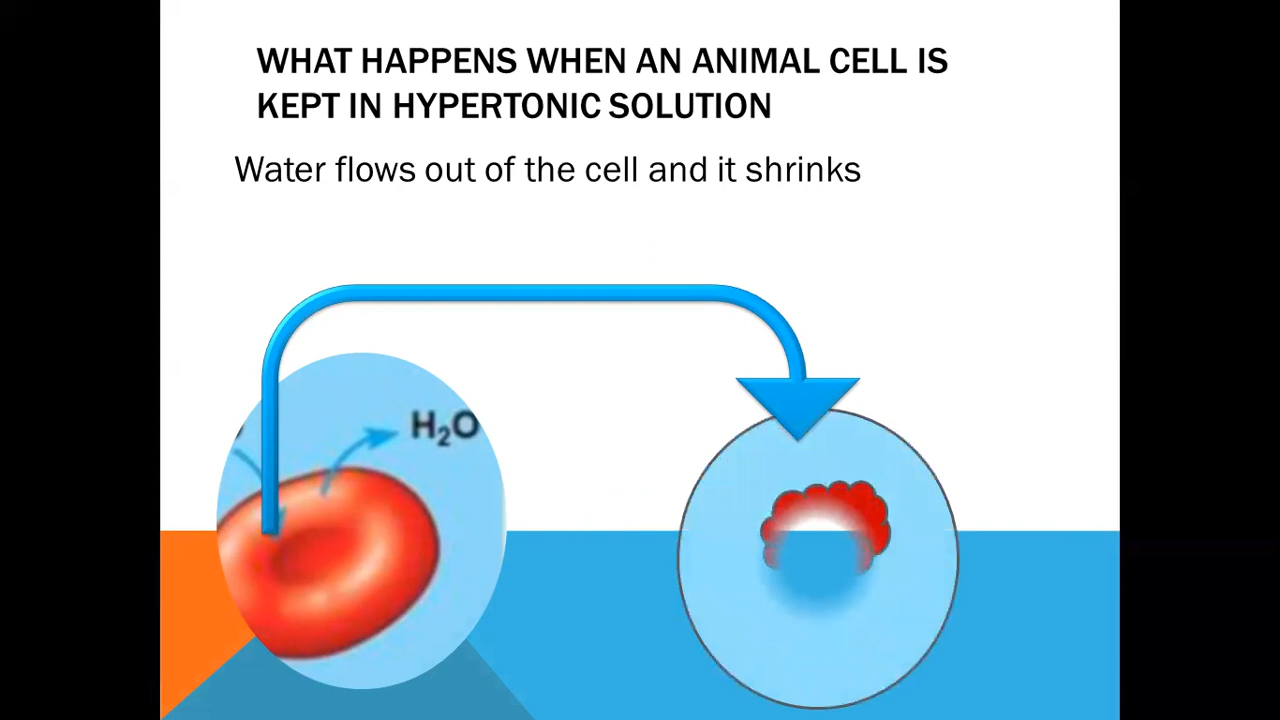 WHAT HAPPENS WHEN AN ANIMAL CELL IS
KEPT IN HYPERTONIC SOLUTION
Water flows out of the cell and it shrinks
H₂O